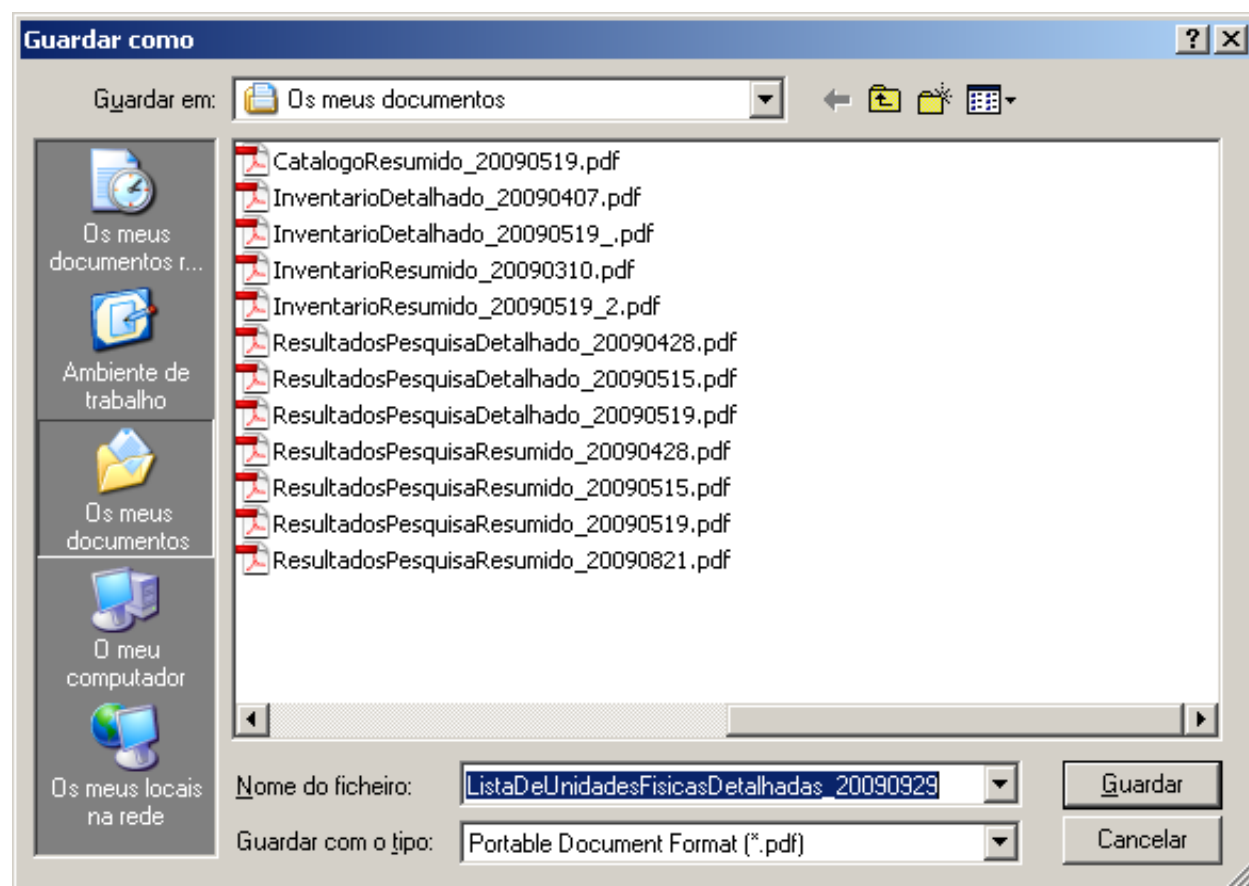 Guardar como
Guardar em:
Os meus documentos
Os meus
documentos r...
Ambiente de
trabalho
Os meus
documentos
O meu
computador
Os meus locais
na rede
CatalogoResumido_20090519.pdf
InventarioDetalhado_20090407.pdf
InventarioDetalhado_20090519_.pdf
InventarioResumido_20090310.pdf
InventarioResumido_20090519_2.pdf
ResultadosPesquisaDetalhado_20090428.pdf
ResultadosPesquisaDetalhado_20090515.pdf
ResultadosPesquisaDetalhado_20090519.pdf
ResultadosPesquisaResumido_20090428.pdf
ResultadosPesquisaResumido_20090515.pdf
ResultadosPesquisaResumido_20090519.pdf
ResultadosPesquisaResumido_20090821.pdf
Nome do ficheiro:
ListaDeUnidadesFisicasDetalhadas_20090929
Guardar
Guardar com o tipo:
Portable Document Format (*.pdf)
Cancelar